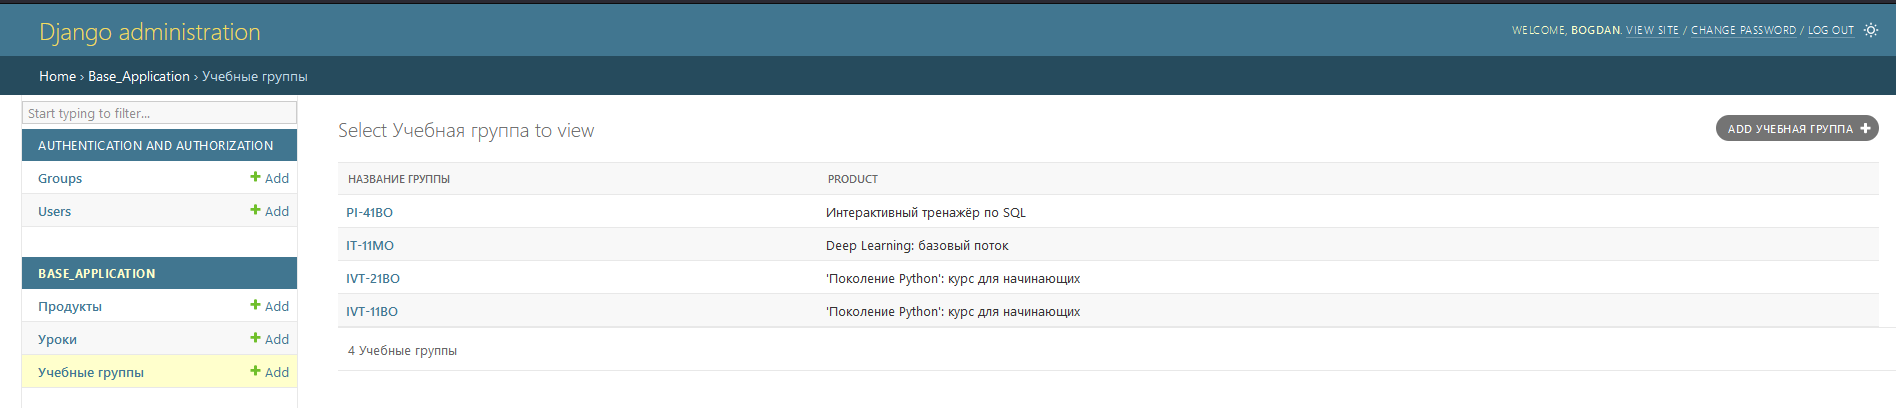 Django administration
WELCOME, BOGDAN. VIEW SITE / CHANGE PASSWORD / LOG OUT
Home › Base_Application › Учебные группы
Start typing to filter...
AUTHENTICATION AND AUTHORIZATION
Groups
Add
Users
Add
BASE_APPLICATION
Продукты
Add
Уроки
Add
Учебные группы
Add
Select Учебная группа to view
ADD УЧЕБНАЯ ГРУППА
НАЗВАНИЕ ГРУППЫ PRODUCT
PI-41BO Интерактивный тренажёр по SQL
IT-11MO Deep Learning: базовый поток
IVT-21BO 'Поколение Python': курс для начинающих
IVT-11BO 'Поколение Python': курс для начинающих
4 Учебные группы